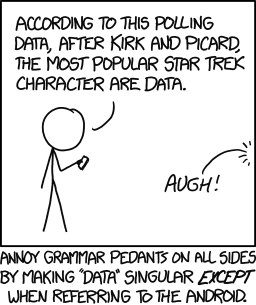 ACCORDING TO THIS POLLING
DATA, AFTER KIRK AND PICARD,
THE MOST POPULAR STAR TREK
CHARACTER ARE DATA.
AUGH!
ANNOY GRAMMAR PEDANTS ON ALL SIDES
BY MAKING "DATA" SINGULAR EXCEPT
WHEN REFERRING TO THE ANDROID.